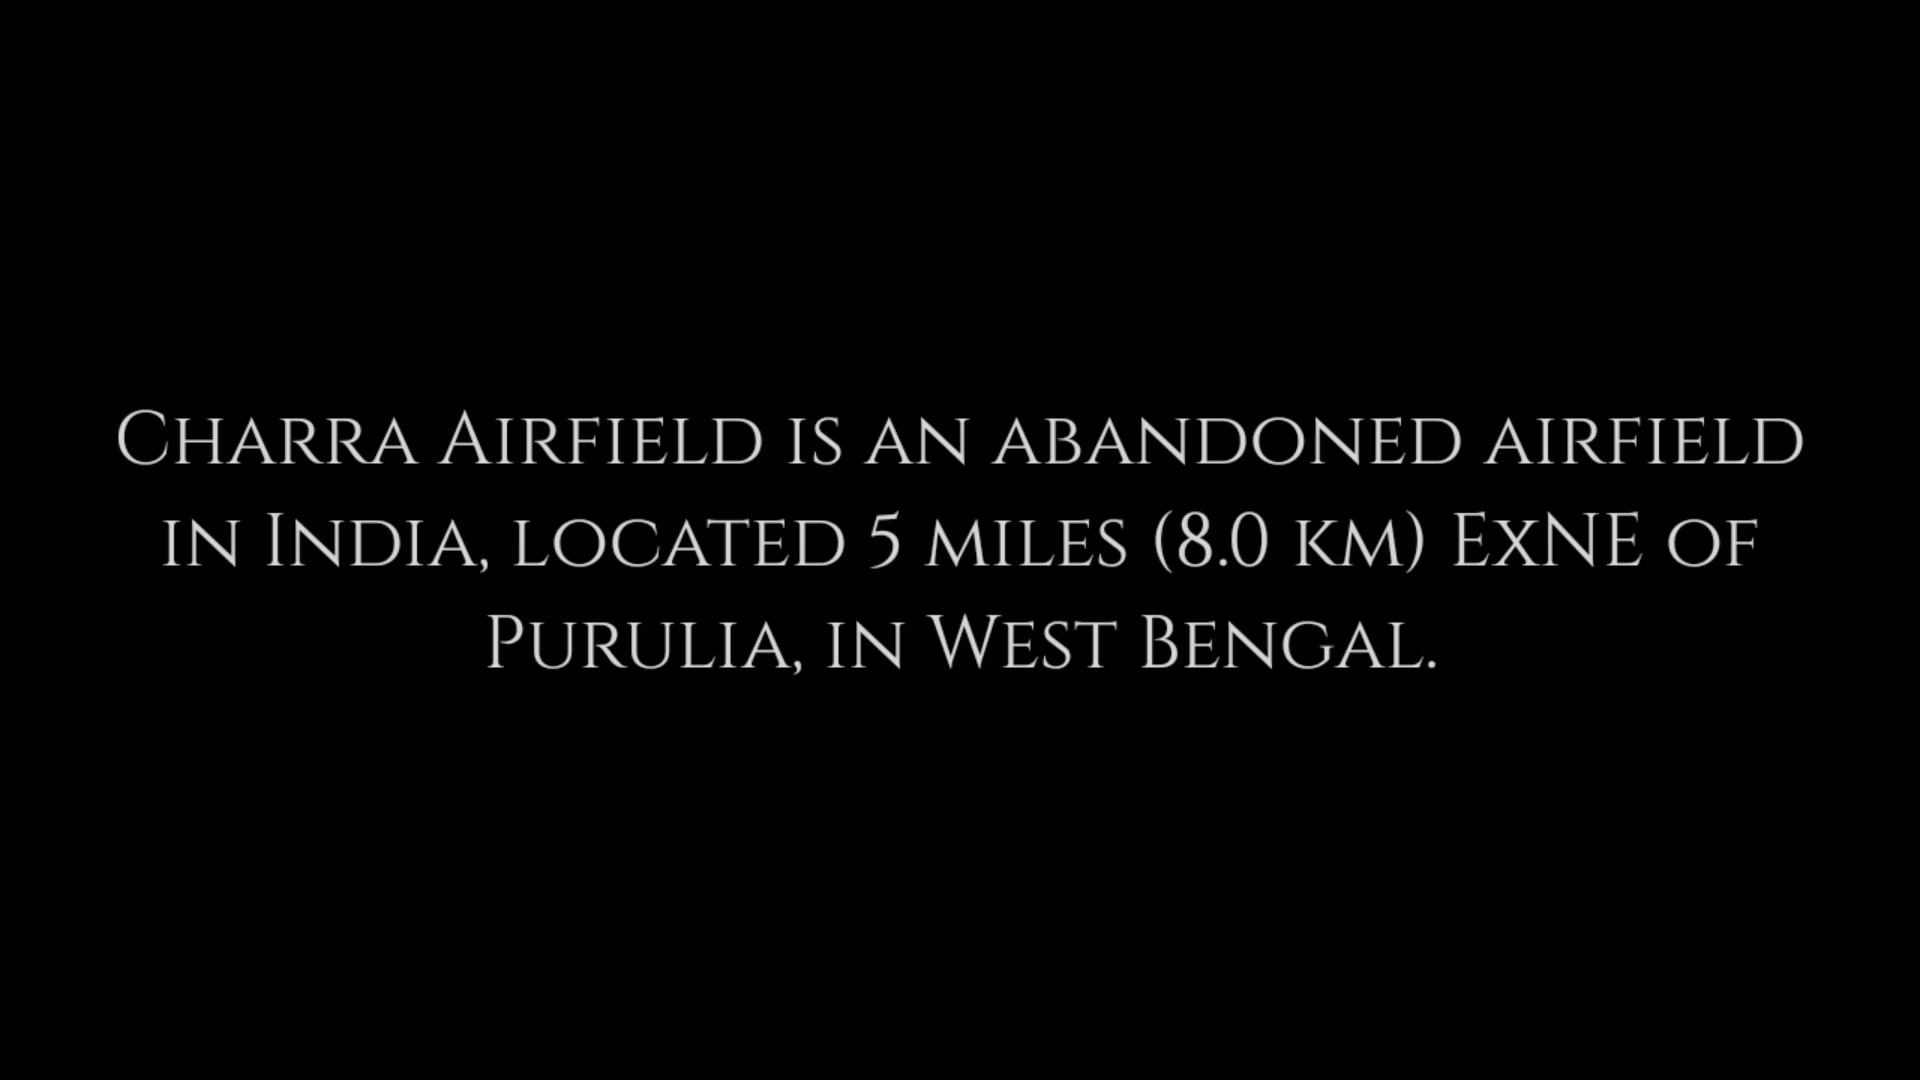 Charra Airfield is an abandoned airfield
in India, located 5 miles (8.0 km) ExNE of
Purulia, in West Bengal.